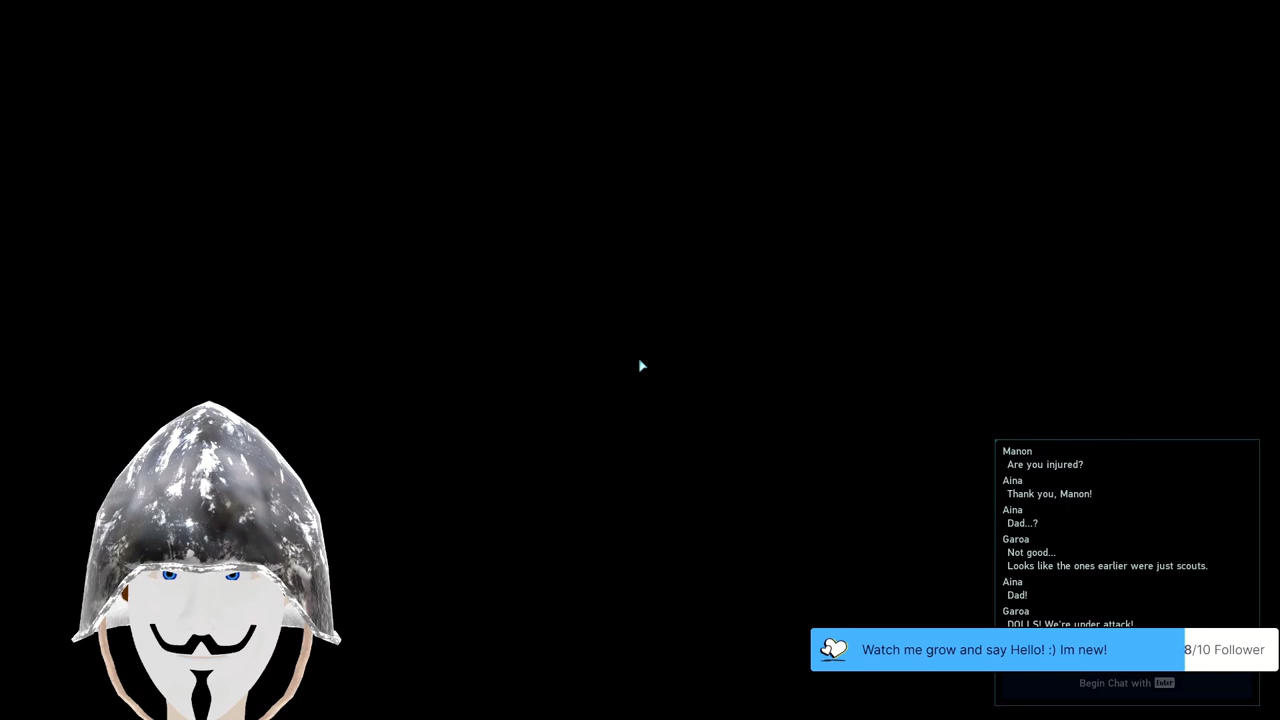 Manon
Are you injured?
Aina
Thank you, Manon!
Aina
Dad...?
Garoa
Not good...
Looks like the ones earlier were just scouts.
Aina
Dad!
Garoa
DOLLS! We're under attack!
Watch me grow and say Hello! :) Im new!
8/10 Follower
Begin Chat with Enter